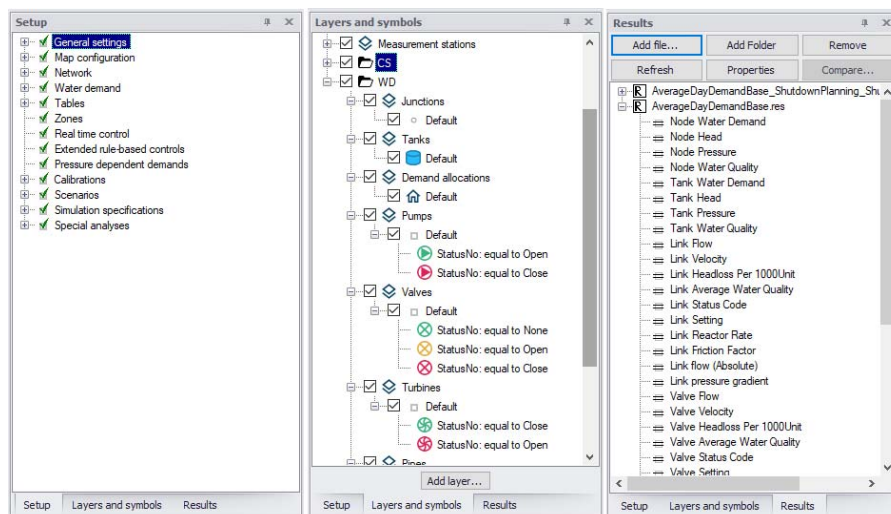 Setup
General settings
Map configuration
Network
Water demand
Tables
Zones
Real time control
Extended rule-based controls
Pressure dependent demands
Calibrations
Scenarios
Simulation specifications
Special analyses
Setup Layers and symbols Results
Layers and symbols
Measurement stations
CS
WD
Junctions
Default
Tanks
Default
Demand allocations
Default
Pumps
Default
StatusNo: equal to Open
StatusNo: equal to Close
Valves
Default
StatusNo: equal to None
StatusNo: equal to Open
StatusNo: equal to Close
Turbines
Default
StatusNo: equal to Close
StatusNo: equal to Open
Pipes
Add layer...
Setup Layers and symbols Results
Results
Add file... Add Folder Remove
Refresh Properties Compare...
AverageDayDemandBase_ShutdownPlanning_Shu
AverageDayDemandBase.res
Node Water Demand
Node Head
Node Pressure
Node Water Quality
Tank Water Demand
Tank Head
Tank Pressure
Tank Water Quality
Link Flow
Link Velocity
Link Headloss Per 1000Unit
Link Average Water Quality
Link Status Code
Link Setting
Link Reactor Rate
Link Friction Factor
Link flow (Absolute)
Link pressure gradient
Valve Flow
Valve Velocity
Valve Headloss Per 1000Unit
Valve Average Water Quality
Valve Status Code
Valve Setting
Setup Layers and symbols Results